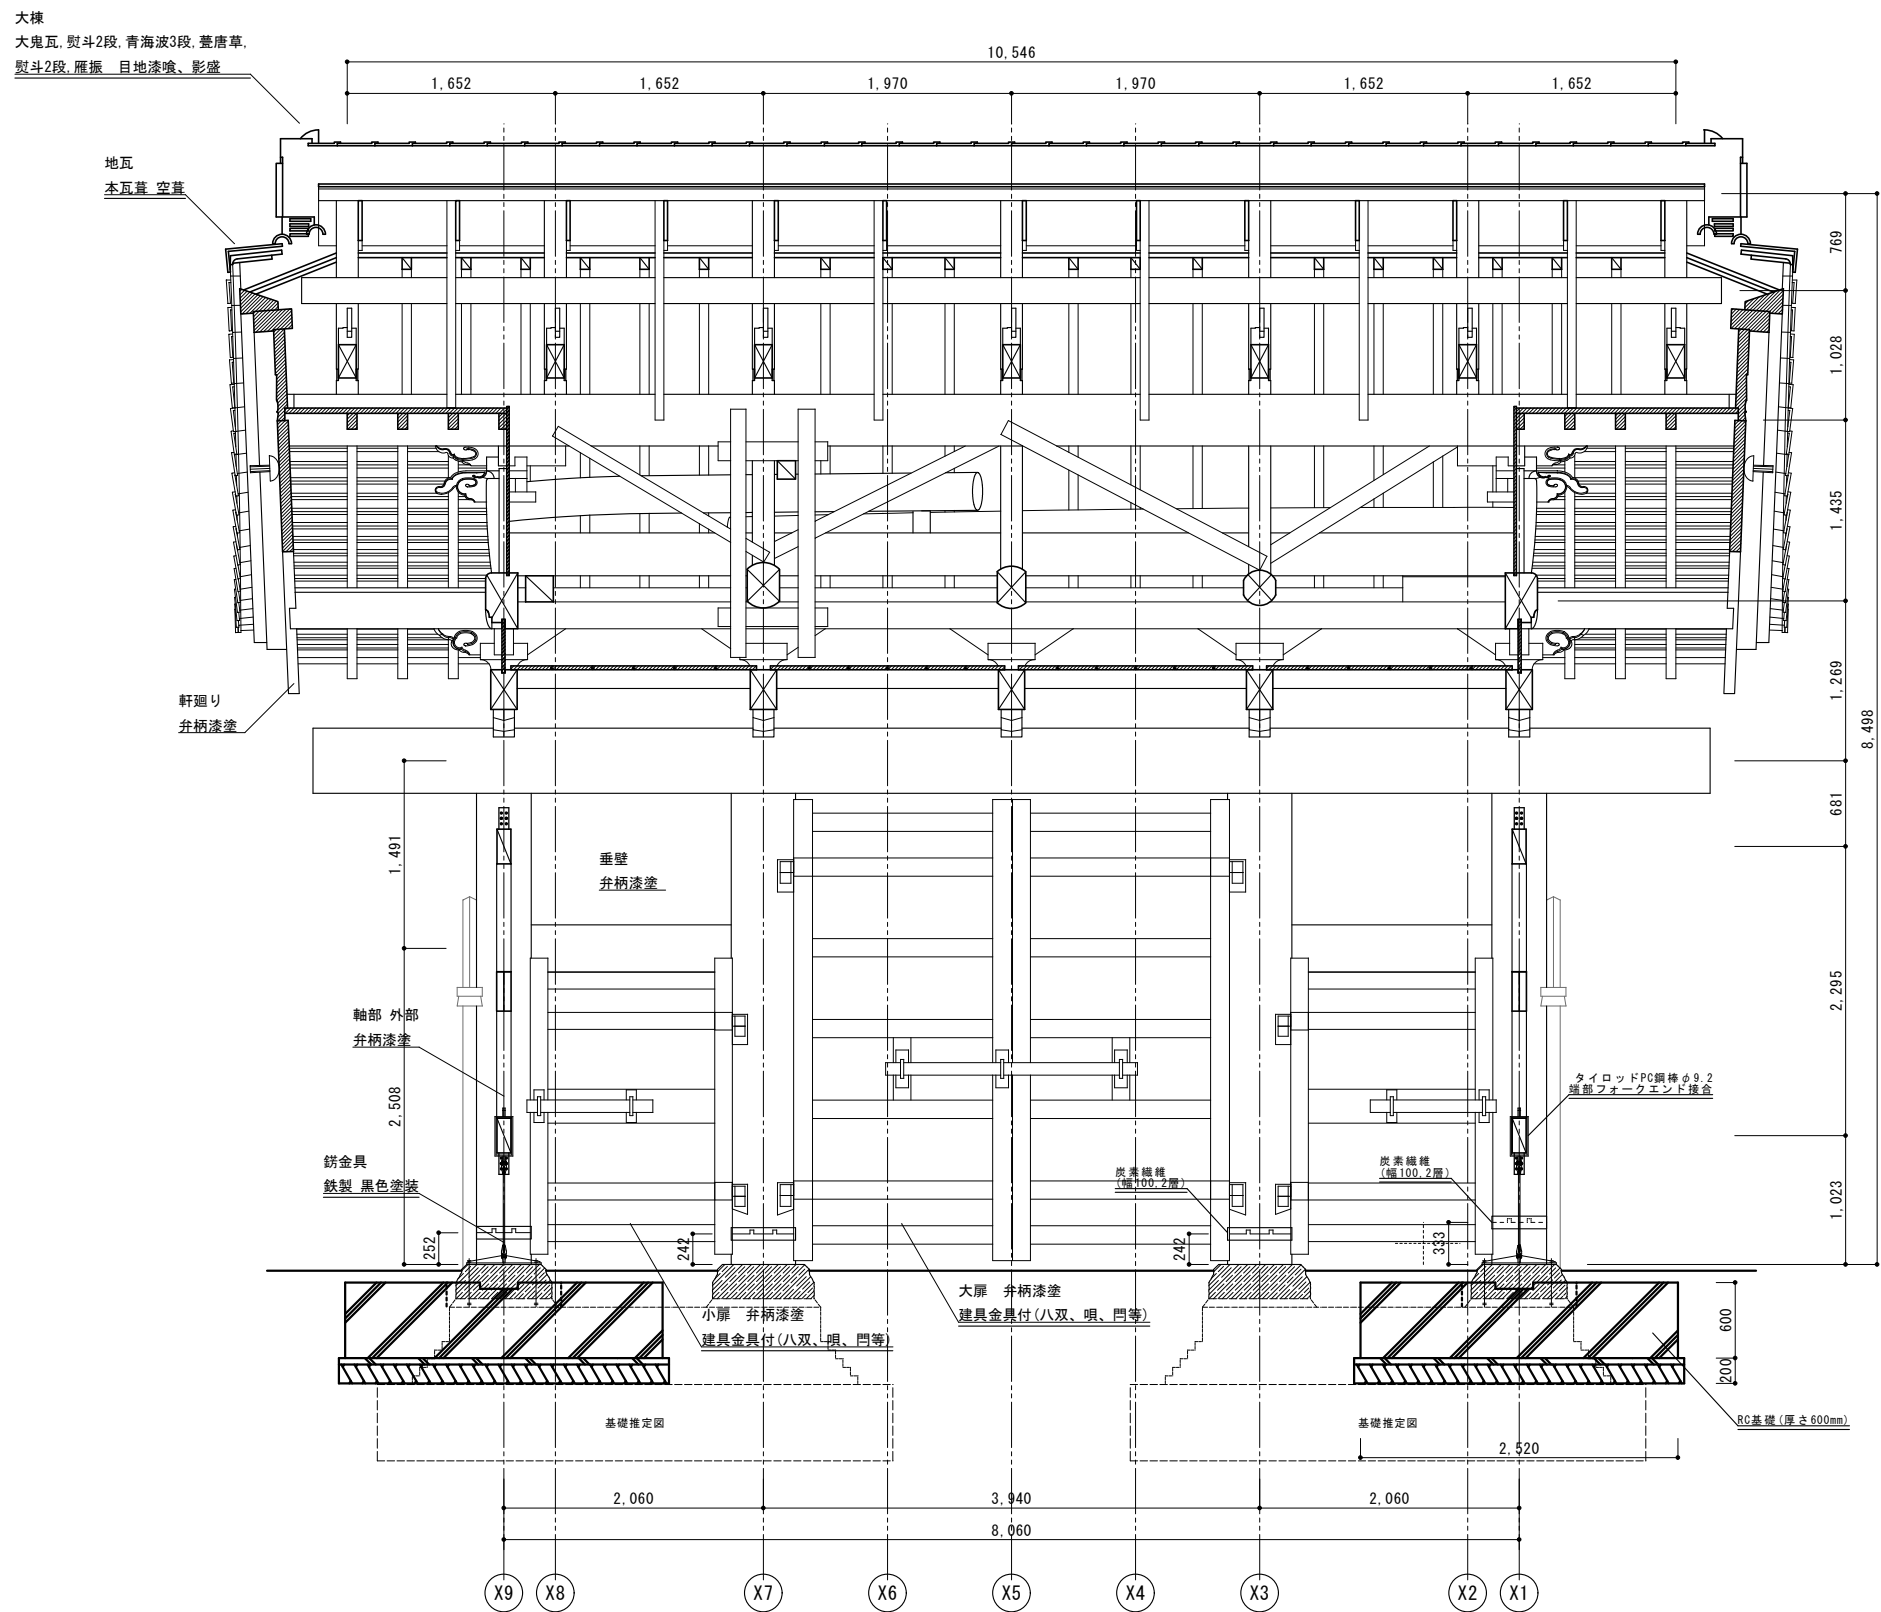 大棟
大鬼瓦,熨斗2段,青海波3段,甍唐草,
熨斗2段,雁振　目地漆喰、影盛
10,546
1,652
1,652
1,970
1,970
1,652
1,652
地瓦
本瓦葺 空葺
769
1,028
1,435
1,269
8,498
軒廻り
弁柄漆塗
681
1,491
垂壁
弁柄漆塗
2,295
軸部 外部
弁柄漆塗
2,508
タイロッドPC鋼棒φ9.2
端部フォークエンド接合
錺金具
鉄製 黒色塗装
炭素繊維
(幅100,2層)
炭素繊維
(幅100,2層)
1,023
252
242
242
333
大扉　弁柄漆塗
建具金具付(八双、唄、閂等)
小扉　弁柄漆塗
建具金具付(八双、唄、閂等)
600
200
基礎推定図
基礎推定図
RC基礎(厚さ600mm)
2,520
2,060
3,940
2,060
8,060
X9
X8
X7
X6
X5
X4
X3
X2
X1